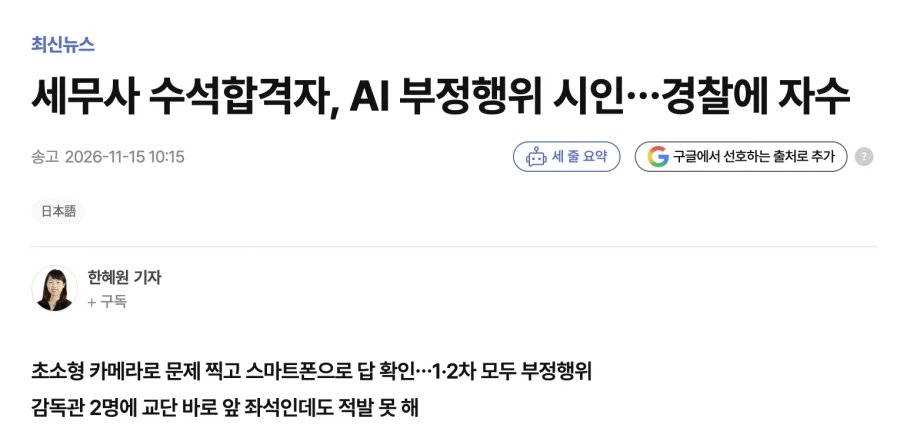 최신뉴스
세무사 수석합격자, AI 부정행위 시인…경찰에 자수
송고 2026-11-15 10:15
세 줄 요약
G 구글에서 선호하는 출처로 추가
?
日本語
한혜원 기자
+ 구독
초소형 카메라로 문제 찍고 스마트폰으로 답 확인…1·2차 모두 부정행위
감독관 2명에 교단 바로 앞 좌석인데도 적발 못 해